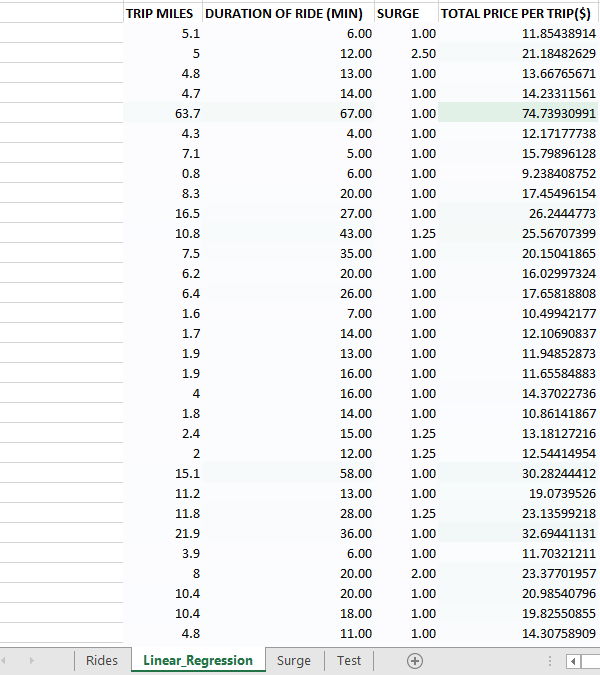 TRIP MILES DURATION OF RIDE (MIN) SURGE TOTAL PRICE PER TRIP($)
5.1 6.00 1.00 11.85438914
5 12.00 2.50 21.18482629
4.8 13.00 1.00 13.66765671
4.7 14.00 1.00 14.23311561
63.7 67.00 1.00 74.73930991
4.3 4.00 1.00 12.17177738
7.1 5.00 1.00 15.79896128
0.8 6.00 1.00 9.238408752
8.3 20.00 1.00 17.45496154
16.5 27.00 1.00 26.2444773
10.8 43.00 1.25 25.56707399
7.5 35.00 1.00 20.15041865
6.2 20.00 1.00 16.02997324
6.4 26.00 1.00 17.65818808
1.6 7.00 1.00 10.49942177
1.7 14.00 1.00 12.10690837
1.9 13.00 1.00 11.94852873
1.9 16.00 1.00 11.65584883
4 16.00 1.00 14.37022736
1.8 14.00 1.00 10.86141867
2.4 15.00 1.25 13.18127216
2 12.00 1.25 12.54414954
15.1 58.00 1.00 30.28244412
11.2 13.00 1.00 19.0739526
11.8 28.00 1.25 23.13599218
21.9 36.00 1.00 32.69441131
3.9 6.00 1.00 11.70321211
8 20.00 2.00 23.37701957
10.4 20.00 1.00 20.98540796
10.4 18.00 1.00 19.82550855
4.8 11.00 1.00 14.30758909
Rides Linear_Regression Surge Test